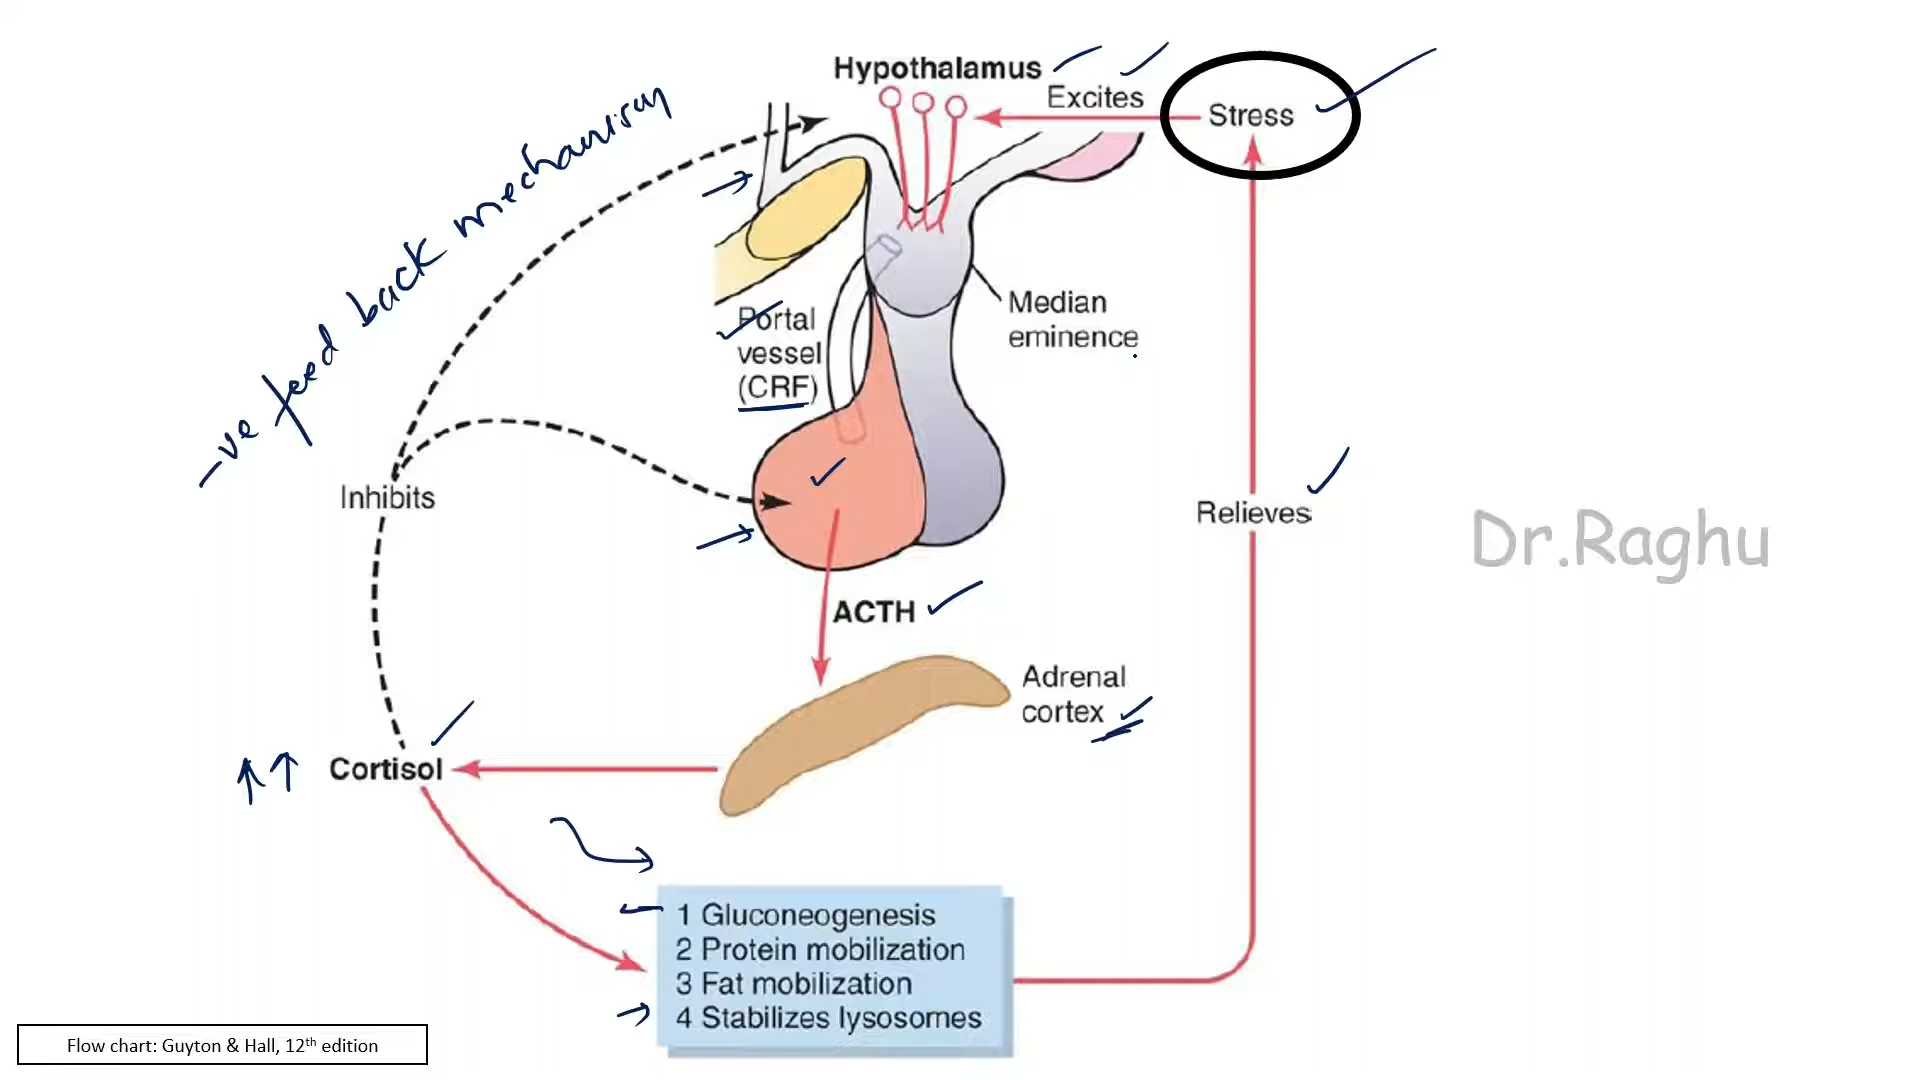 Hypothalamus
Excites
Stress
-ve feed back mechanism
Portal
vessel
(CRF)
Median
eminence
Inhibits
Relieves
Dr.Raghu
ACTH
Adrenal
cortex
↑↑ Cortisol
1 Gluconeogenesis
2 Protein mobilization
3 Fat mobilization
4 Stabilizes lysosomes
Flow chart: Guyton & Hall, 12th edition